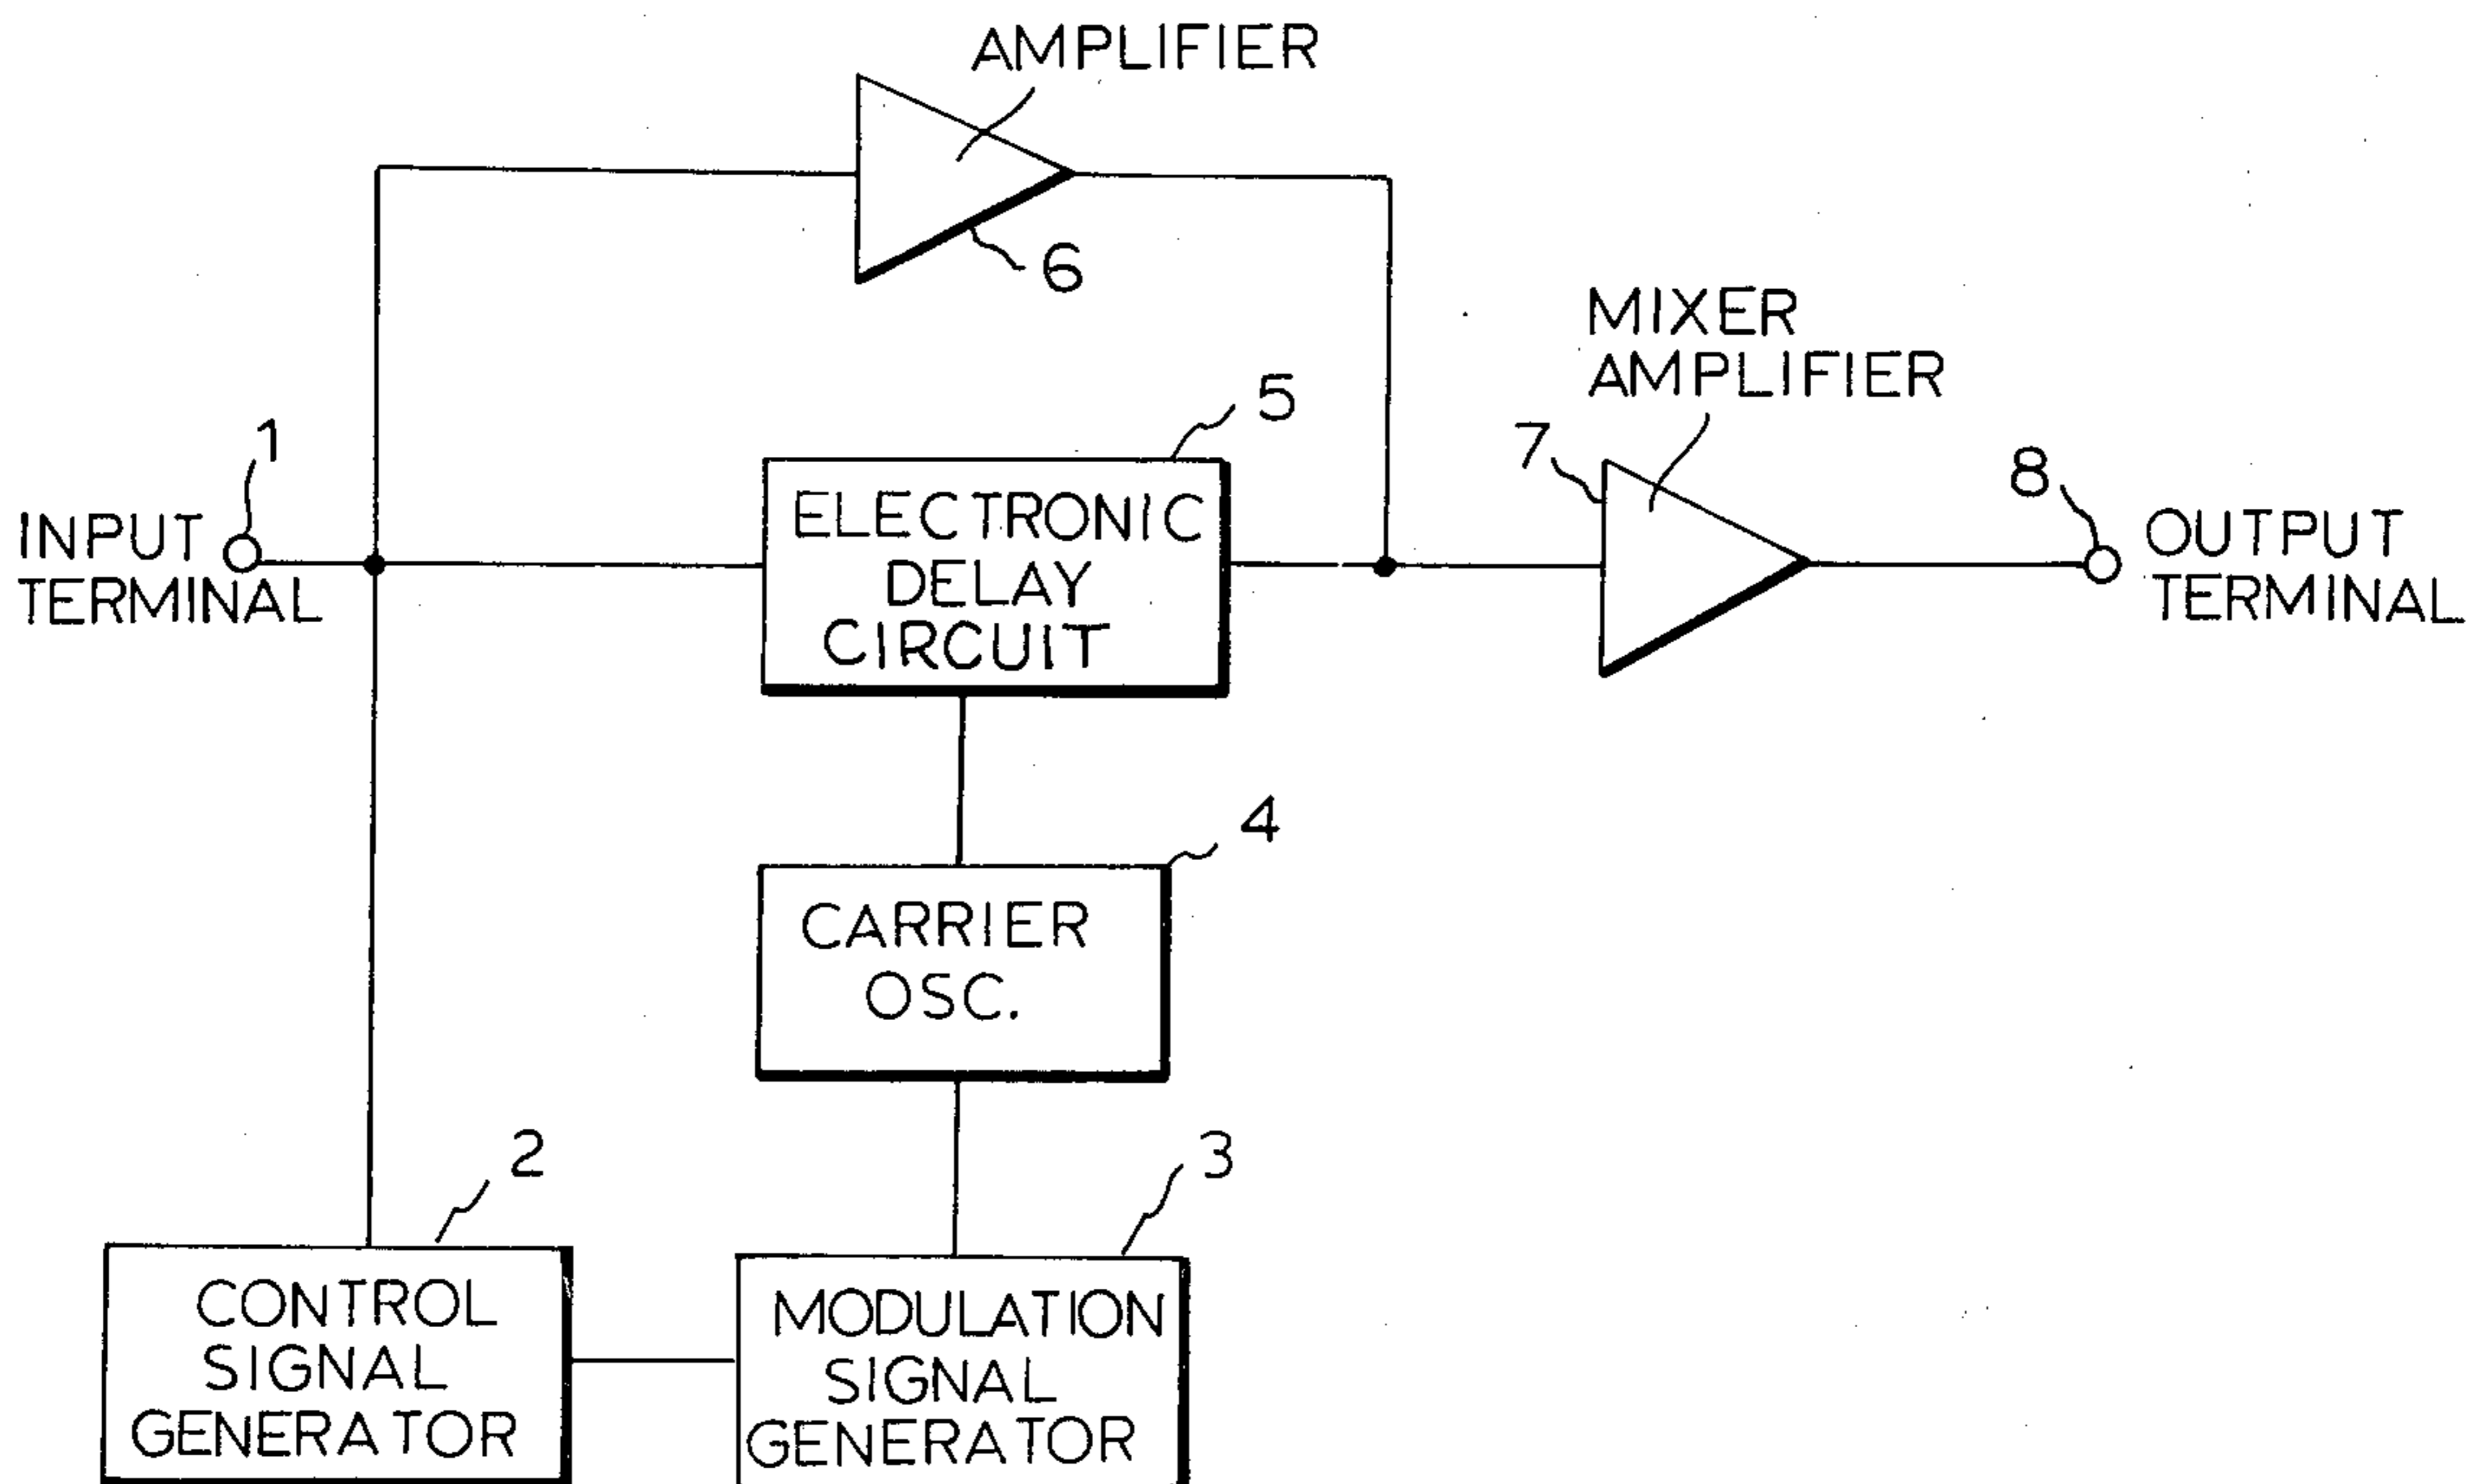 AMPLIFIER
6
MIXER
AMPLIFIER
5
7
8
1
INPUT
TERMINAL
ELECTRONIC
DELAY
CIRCUIT
OUTPUT
TERMINAL
4
CARRIER
OSC.
2
3
CONTROL
SIGNAL
GENERATOR
MODULATION
SIGNAL
GENERATOR